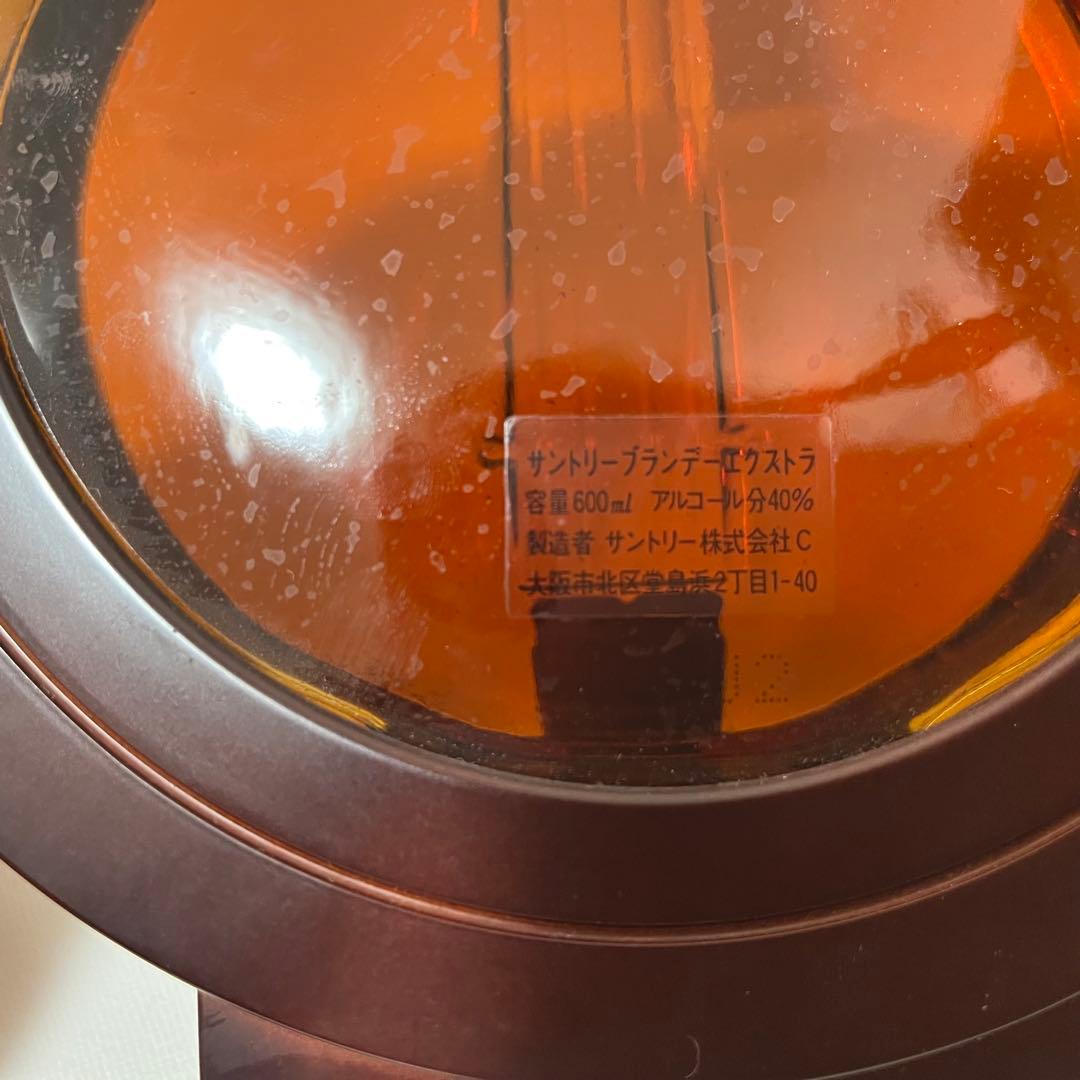 サントリーブランデーエクストラ
容量600ml アルコール分40%
製造者 サントリー株式会社C
大阪市北区堂島浜2丁目1-40